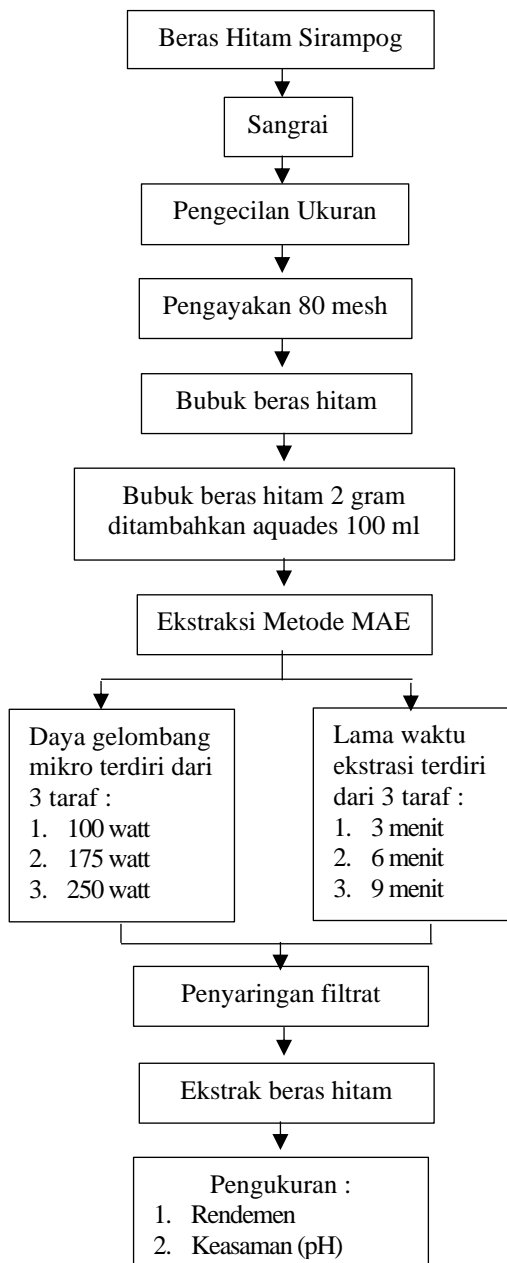 Beras Hitam Sirampog
Sangrai
Pengecilan Ukuran
Pengayakan 80 mesh
Bubuk beras hitam
Bubuk beras hitam 2 gram
ditambahkan aquades 100 ml
Ekstraksi Metode MAE
Daya gelombang
mikro terdiri dari
3 taraf :
1. 100 watt
2. 175 watt
3. 250 watt
Lama waktu
ekstrasi terdiri
dari 3 taraf :
1. 3 menit
2. 6 menit
3. 9 menit
Penyaringan filtrat
Ekstrak beras hitam
Pengukuran :
1. Rendemen
2. Keasaman (pH)